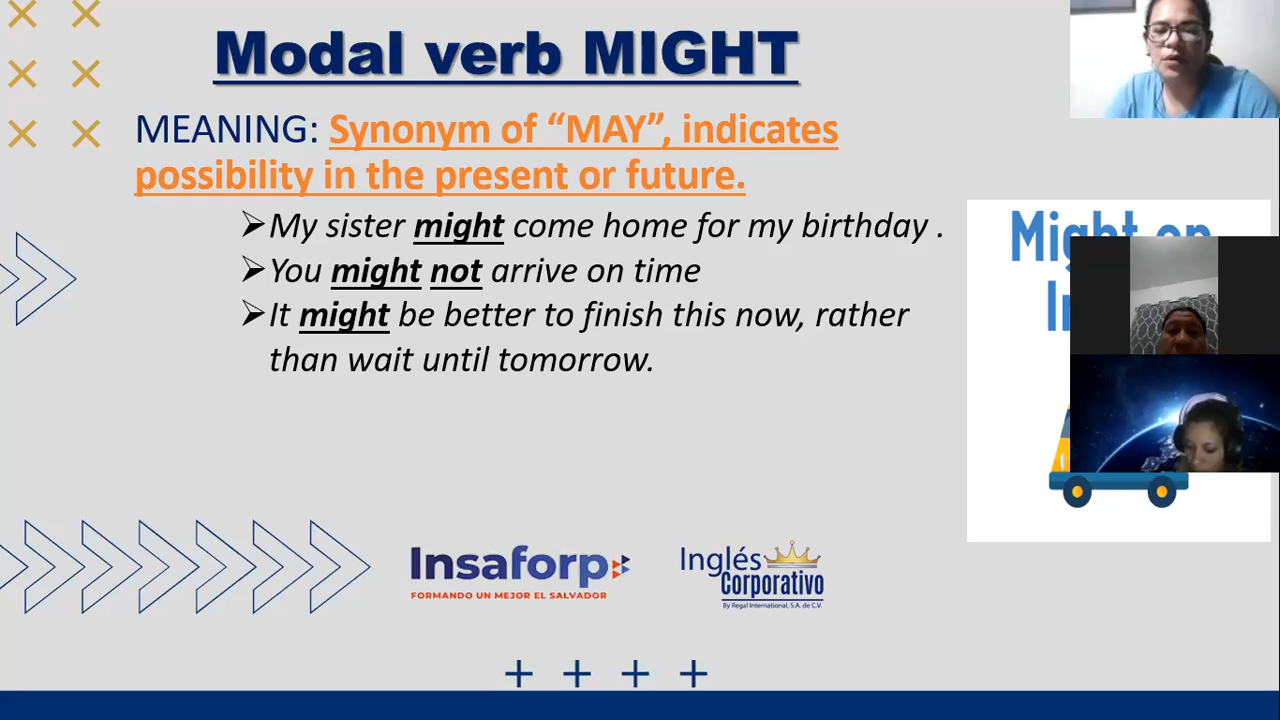 Modal verb MIGHT
MEANING: Synonym of “MAY”, indicates
possibility in the present or future.
My sister might come home for my birthday .
You might not arrive on time
It might be better to finish this now, rather
than wait until tomorrow.
Might on
Insaforp
FORMANDO UN MEJOR EL SALVADOR
Inglés
Corporativo
By Regal International, S.A. de C.V.